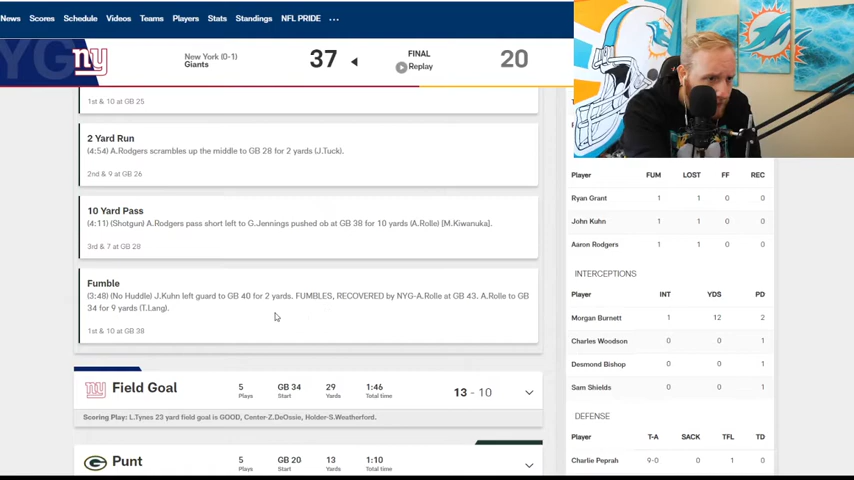 News Scores Schedule Videos Teams Players Stats Standings NFL PRIDE ...
NYG
ny
New York (0-1)
Giants
37
FINAL
Replay
20
1st & 10 at GB 25
2 Yard Run
(4:54) A.Rodgers scrambles up the middle to GB 28 for 2 yards (J.Tuck).
2nd & 9 at GB 26
10 Yard Pass
(4:11) (Shotgun) A.Rodgers pass short left to G.Jennings pushed ob at GB 38 for 10 yards (A.Rolle) [M.Kiwanuka].
3rd & 7 at GB 28
Fumble
(3:48) (No Huddle) J.Kuhn left guard to GB 40 for 2 yards. FUMBLES, RECOVERED by NYG-A.Rolle at GB 43. A.Rolle to GB
34 for 9 yards (T.Lang).
1st & 10 at GB 38
ny Field Goal 5 GB 34 29 1:46 13 - 10
Plays Start Yards Total time
Scoring Play: L.Tynes 23 yard field goal is GOOD, Center-Z.DeOssie, Holder-S.Weatherford.
G Punt 5 GB 20 13 1:10
Plays Start Yards Total time
Player FUM LOST FF REC
Ryan Grant 1 1 0 0
John Kuhn 1 1 0 0
Aaron Rodgers 1 1 0 0
INTERCEPTIONS
Player INT YDS PD
Morgan Burnett 1 12 2
Charles Woodson 0 0 1
Desmond Bishop 0 0 1
Sam Shields 0 0 1
DEFENSE
Player T-A SACK TFL TD
Charlie Peprah 9-0 0 1 0